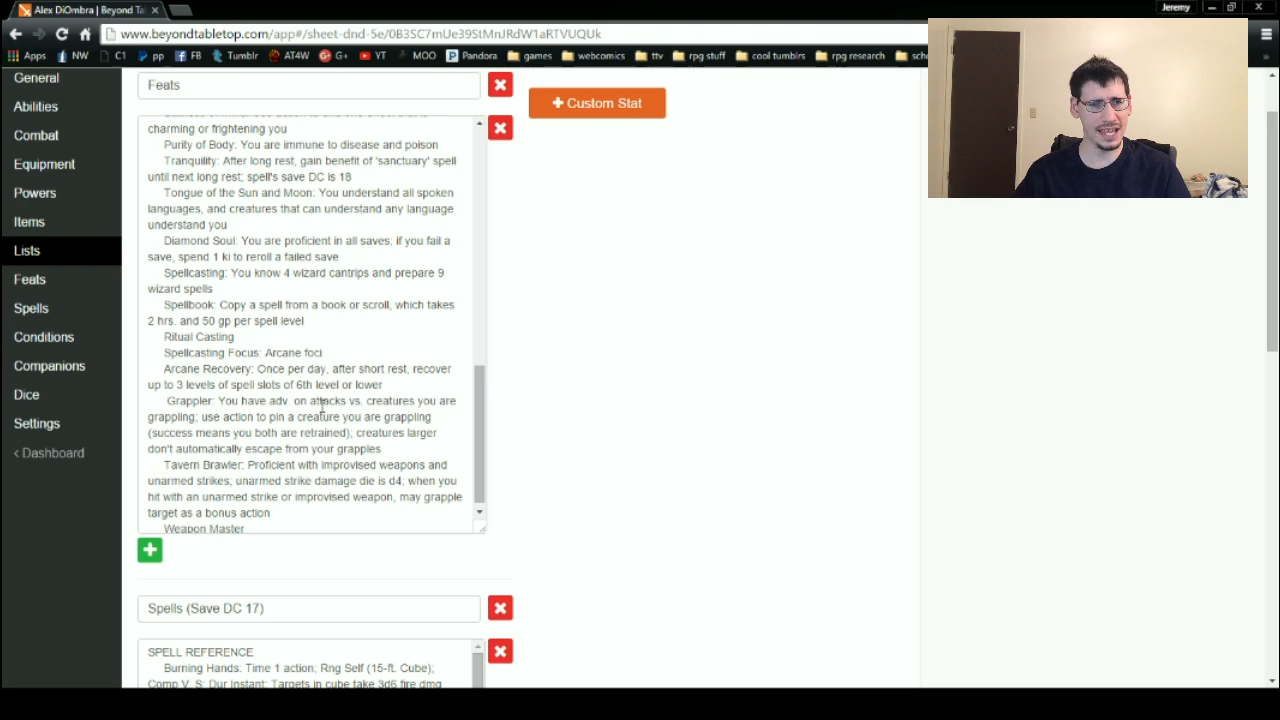 Alex DiOmbra | Beyond Ta
Jeremy
www.beyondtabletop.com/app#/sheet-dnd-5e/0B3SC7mUe39StMnJRdW1aRTVUQUk
Apps NW C1 pp FB Tumblr AT4W G+ YT MOO Pandora games webcomics ttv rpg stuff cool tumblrs rpg research
General
Abilities
Combat
Equipment
Powers
Items
Lists
Feats
Spells
Conditions
Companions
Dice
Settings
< Dashboard
Feats
+ Custom Stat
charming or frightening you
Purity of Body: You are immune to disease and poison
Tranquility: After long rest, gain benefit of 'sanctuary' spell
until next long rest; spell's save DC is 18
Tongue of the Sun and Moon: You understand all spoken
languages, and creatures that can understand any language
understand you
Diamond Soul: You are proficient in all saves; if you fail a
save, spend 1 ki to reroll a failed save
Spellcasting: You know 4 wizard cantrips and prepare 9
wizard spells
Spellbook: Copy a spell from a book or scroll, which takes
2 hrs. and 50 gp per spell level
Ritual Casting
Spellcasting Focus: Arcane foci
Arcane Recovery: Once per day, after short rest, recover
up to 3 levels of spell slots of 6th level or lower
Grappler: You have adv. on attacks vs. creatures you are
grappling; use action to pin a creature you are grappling
(success means you both are retrained); creatures larger
don't automatically escape from your grapples
Tavern Brawler: Proficient with improvised weapons and
unarmed strikes; unarmed strike damage die is d4; when you
hit with an unarmed strike or improvised weapon, may grapple
target as a bonus action
Weapon Master
Spells (Save DC 17)
SPELL REFERENCE
Burning Hands: Time 1 action; Rng Self (15-ft. Cube);
Comp V, S; Dur Instant; Targets in cube take 3d6 fire dmg